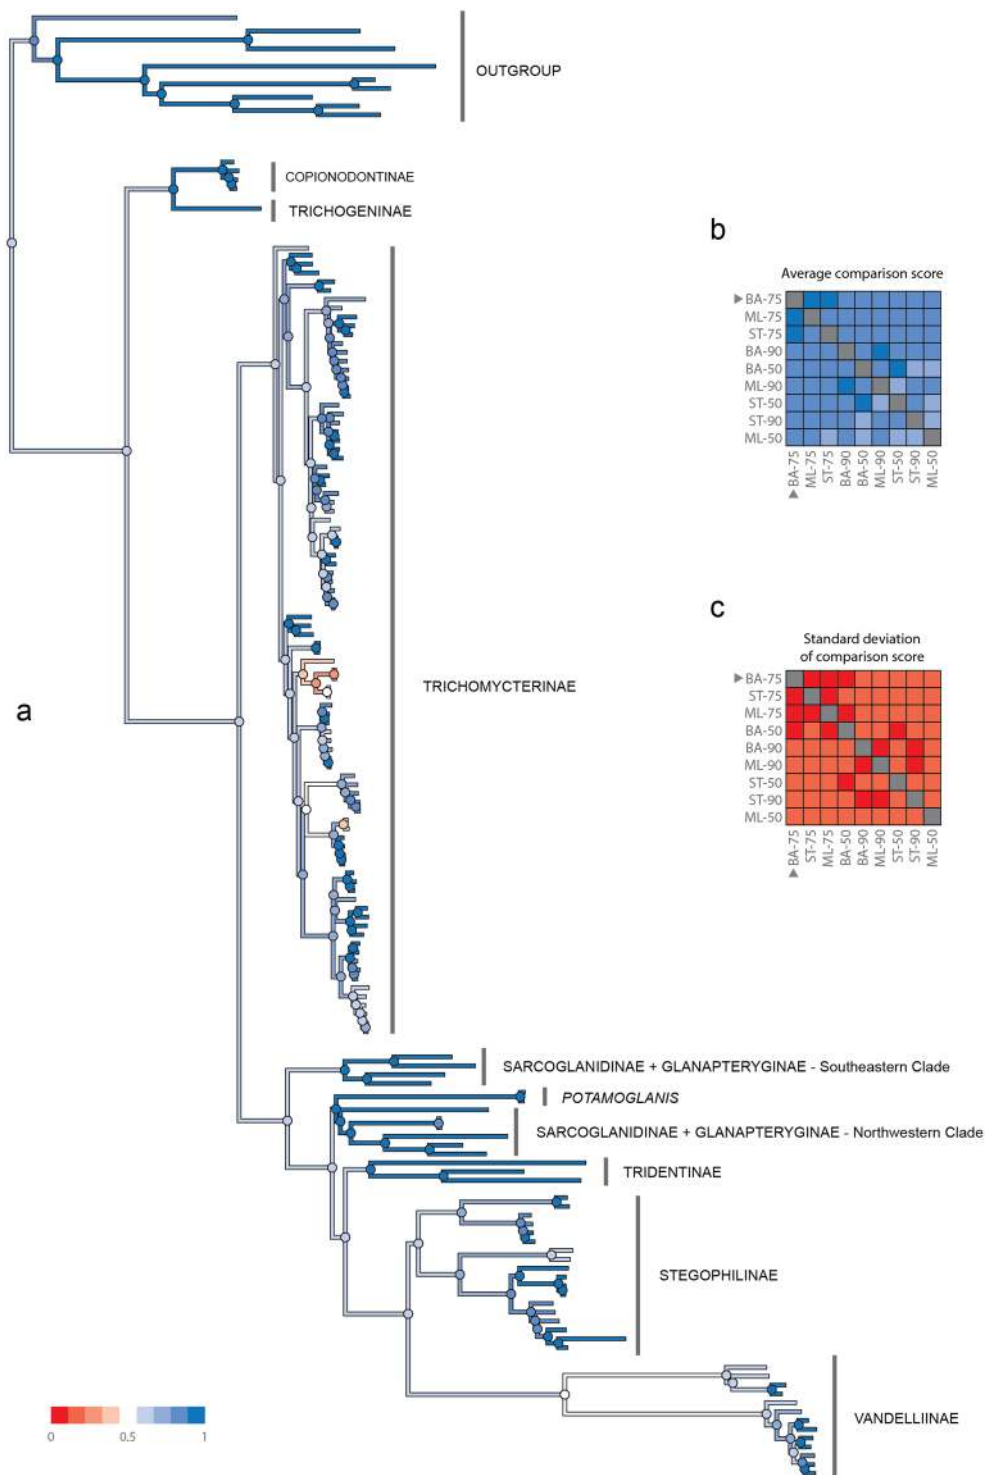 OUTGROUP
COPIONODONTINAE
TRICHOGENINAE
b
Average comparison score
BA-75
ML-75
ST-75
BA-90
BA-50
ML-90
ST-50
ST-90
ML-50
BA-75
ML-75
ST-75
BA-90
BA-50
ML-90
ST-50
ST-90
ML-50
c
Standard deviation
of comparison score
BA-75
ST-75
ML-75
BA-50
BA-90
ML-90
ST-50
ST-90
ML-50
BA-75
ST-75
ML-75
BA-50
BA-90
ML-90
ST-50
ST-90
ML-50
TRICHOMYCTERINAE
a
SARCOGLANIDINAE + GLANAPTERYGINAE - Southeastern Clade
POTAMOGLANIS
SARCOGLANIDINAE + GLANAPTERYGINAE - Northwestern Clade
TRIDENTINAE
STEGOPHILINAE
VANDELLIINAE
0 0.5 1